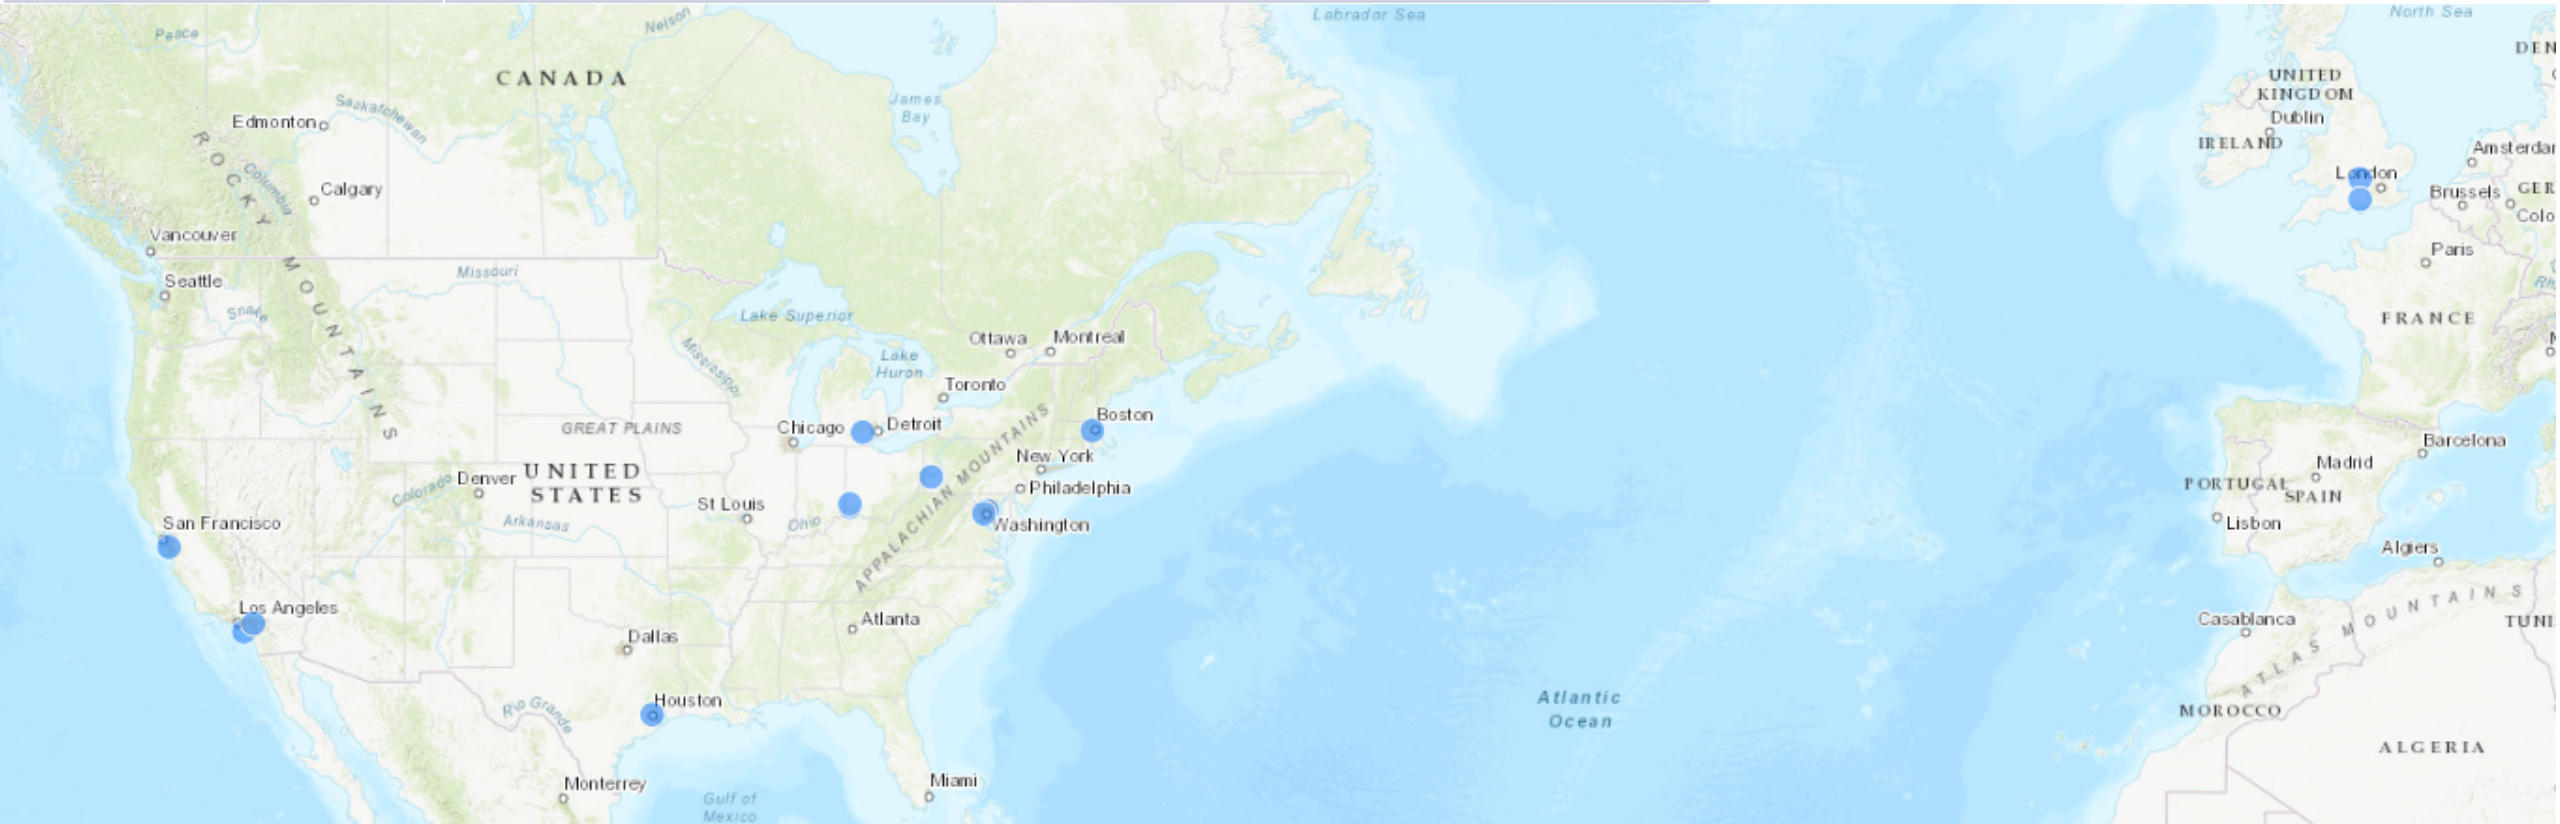 Labrador Sea
North Sea
Peace
Nelson
CANADA
DEN
UNITED
KINGDOM
James
Bay
Saskatchewan
Edmonton
Dublin
IRELAND
Amsterdam
ROCKY MOUNTAINS
Columbia
Calgary
London
Brussels
GER
Colo
Vancouver
Paris
Missouri
Seattle
Snake
Lake Superior
FRANCE
Ottawa
Montreal
Mississippi
Lake
Huron
Toronto
Boston
Chicago
Detroit
GREAT PLAINS
APPALACHIAN MOUNTAINS
Barcelona
New York
Madrid
UNITED
STATES
Denver
Colorado
Philadelphia
PORTUGAL
SPAIN
St Louis
San Francisco
Arkansas
Ohio
Washington
Lisbon
Algiers
Los Angeles
Atlanta
Casablanca
ATLAS MOUNTAINS
TUNI
Dallas
Houston
Rio Grande
Atlantic
Ocean
MOROCCO
ALGERIA
Monterrey
Miami
Gulf of
Mexico